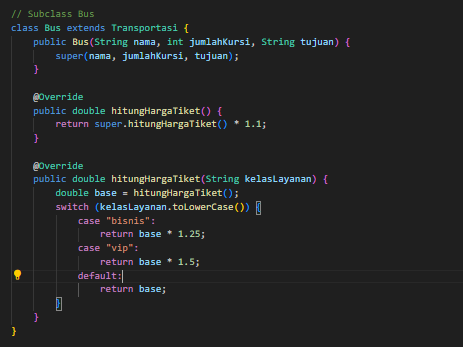 // Subclass Bus
class Bus extends Transportasi {
    public Bus(String nama, int jumlahKursi, String tujuan) {
        super(nama, jumlahKursi, tujuan);
    }

    @Override
    public double hitungHargaTiket() {
        return super.hitungHargaTiket() * 1.1;
    }

    @Override
    public double hitungHargaTiket(String kelasLayanan) {
        double base = hitungHargaTiket();
        switch (kelasLayanan.toLowerCase()) {
            case "bisnis":
                return base * 1.25;
            case "vip":
                return base * 1.5;
            default:
                return base;
        }
    }
}